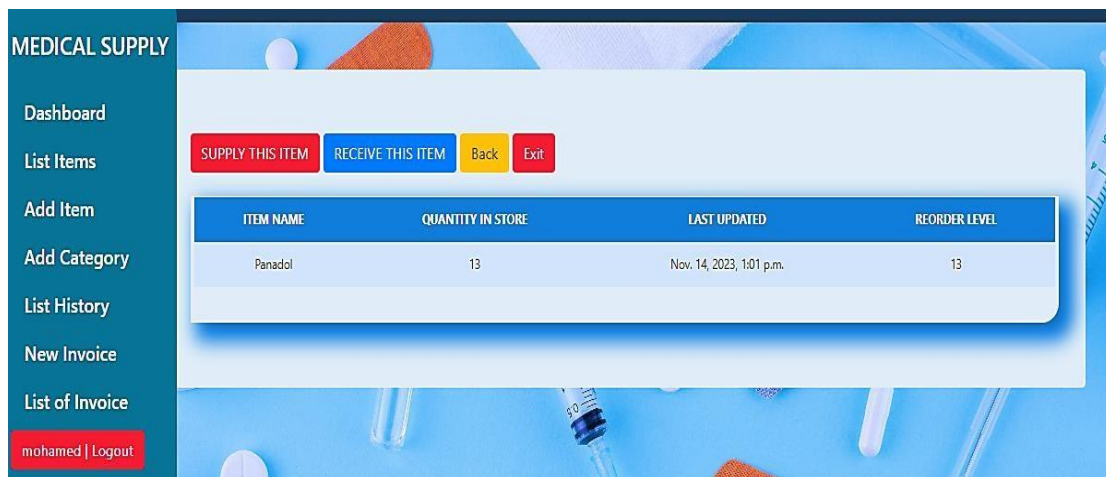 MEDICAL SUPPLY
Dashboard
List Items
Add Item
Add Category
List History
New Invoice
List of Invoice
mohamed | Logout
SUPPLY THIS ITEM RECEIVE THIS ITEM Back Exit
ITEM NAME QUANTITY IN STORE LAST UPDATED REORDER LEVEL
Panadol 13 Nov. 14, 2023, 1:01 p.m. 13
0.5